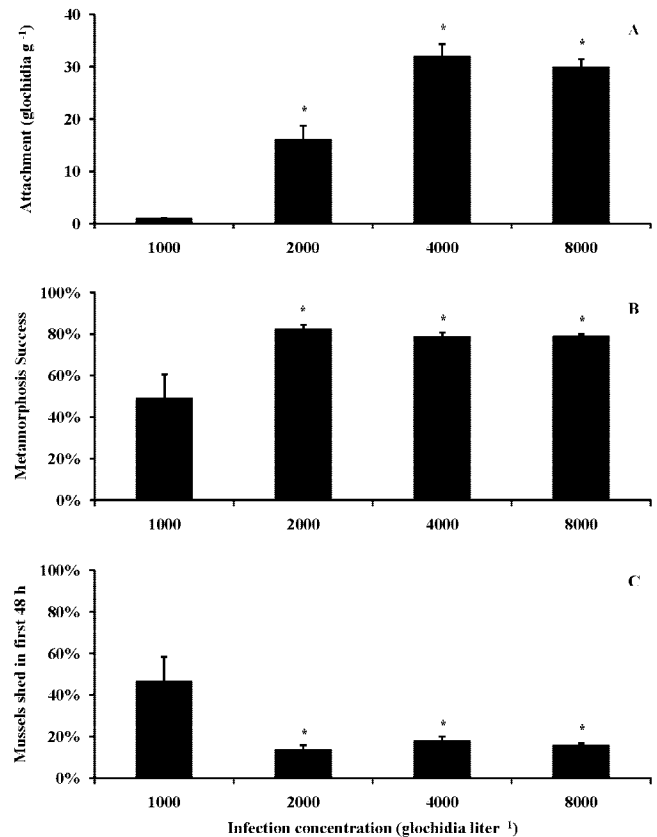 A
Attachment (glochidia g⁻¹)
40
*
*
30
20
*
10
0
1000 2000 4000 8000
B
Metamorphosis Success
100%
* * *
80%
60%
40%
20%
0%
1000 2000 4000 8000
C
Mussels shed in first 48 h
100%
80%
60%
40%
20%
* * *
0%
1000 2000 4000 8000
Infection concentration (glochidia liter ⁻¹)